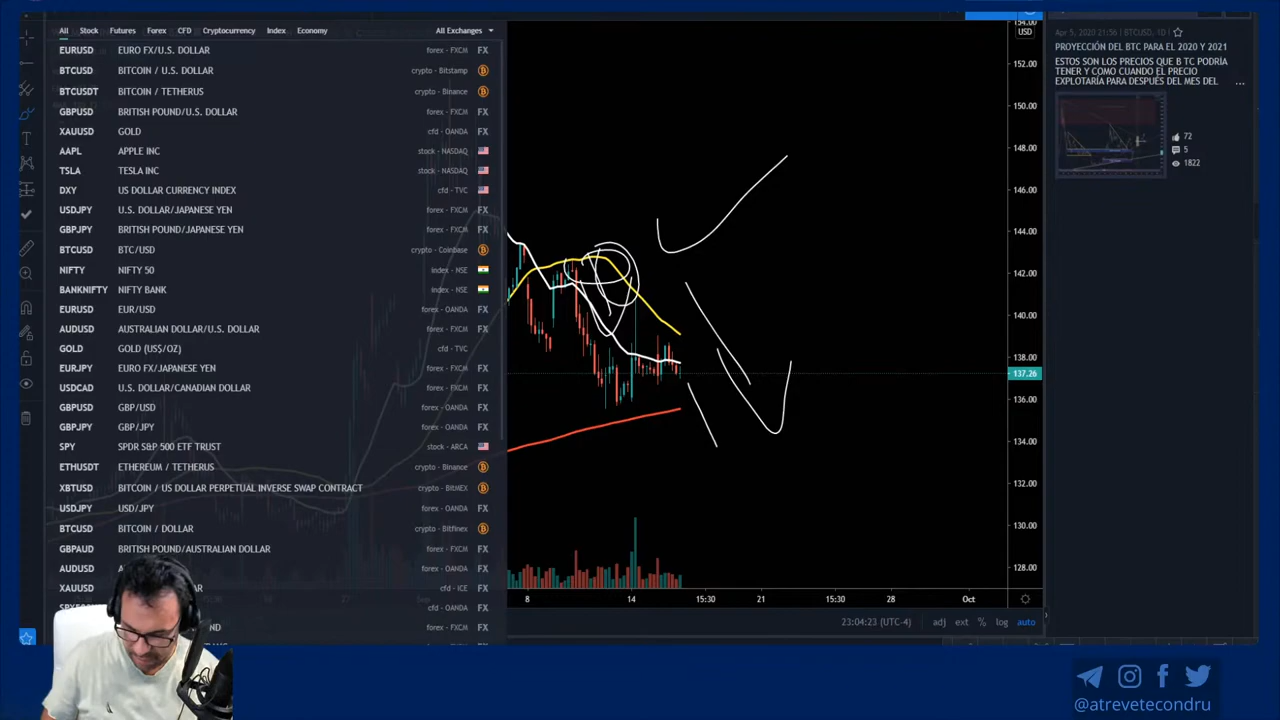 All Stock Futures Forex CFD Cryptocurrency Index Economy All Exchanges
EURUSD EURO FX/U.S. DOLLAR forex - FXCM FX
BTCUSD BITCOIN / U.S. DOLLAR crypto - Bitstamp
BTCUSDT BITCOIN / TETHERUS crypto - Binance
GBPUSD BRITISH POUND/U.S. DOLLAR forex - FXCM FX
XAUUSD GOLD cfd - OANDA FX
AAPL APPLE INC stock - NASDAQ
TSLA TESLA INC stock - NASDAQ
DXY US DOLLAR CURRENCY INDEX cfd - TVC
USDJPY U.S. DOLLAR/JAPANESE YEN forex - FXCM FX
GBPJPY BRITISH POUND/JAPANESE YEN forex - FXCM FX
BTCUSD BTC/USD crypto - Coinbase
NIFTY NIFTY 50 index - NSE
BANKNIFTY NIFTY BANK index - NSE
EURUSD EUR/USD forex - OANDA FX
AUDUSD AUSTRALIAN DOLLAR/U.S. DOLLAR forex - FXCM FX
GOLD GOLD (US$/OZ) cfd - TVC
EURJPY EURO FX/JAPANESE YEN forex - FXCM FX
USDCAD U.S. DOLLAR/CANADIAN DOLLAR forex - FXCM FX
GBPUSD GBP/USD forex - OANDA FX
GBPJPY GBP/JPY forex - OANDA FX
SPY SPDR S&P 500 ETF TRUST stock - ARCA
ETHUSDT ETHEREUM / TETHERUS crypto - Binance
XBTUSD BITCOIN / US DOLLAR PERPETUAL INVERSE SWAP CONTRACT crypto - BitMEX
USDJPY USD/JPY forex - OANDA FX
BTCUSD BITCOIN / DOLLAR crypto - Bitfinex
GBPAUD BRITISH POUND/AUSTRALIAN DOLLAR forex - FXCM FX
AUDUSD forex - OANDA FX
XAUUSD cfd - ICE FX
cfd - OANDA FX
forex - FXCM FX
154.00
USD
152.00
150.00
148.00
146.00
144.00
142.00
140.00
138.00
137.26
136.00
134.00
132.00
130.00
128.00
8 14 15:30 21 15:30 28 Oct
23:04:23 (UTC-4) adj ext % log auto
Apr 5, 2020 21:56 | BTCUSD, 1D
PROYECCIÓN DEL BTC PARA EL 2020 Y 2021
ESTOS SON LOS PRECIOS QUE B TC PODRÍA
TENER Y COMO CUANDO EL PRECIO
EXPLOTARÍA PARA DESPUÉS DEL MES DEL ...
72
5
1822
@atrevetecondru